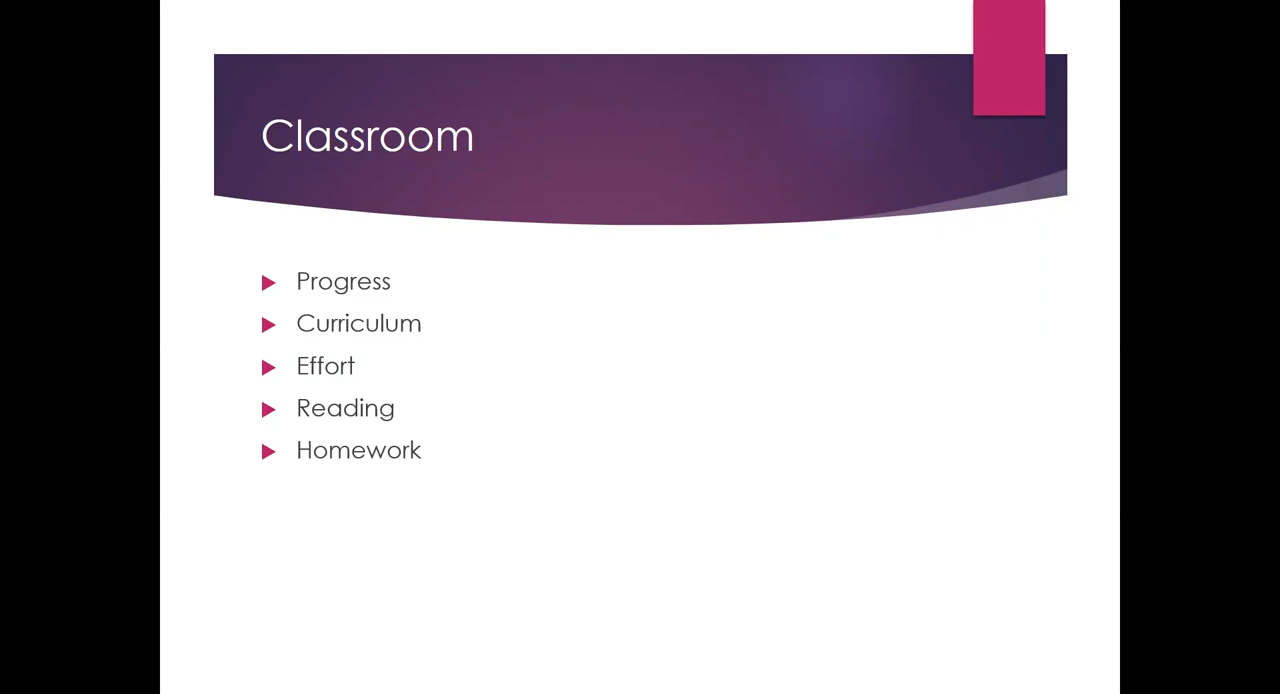 Classroom
Progress
Curriculum
Effort
Reading
Homework